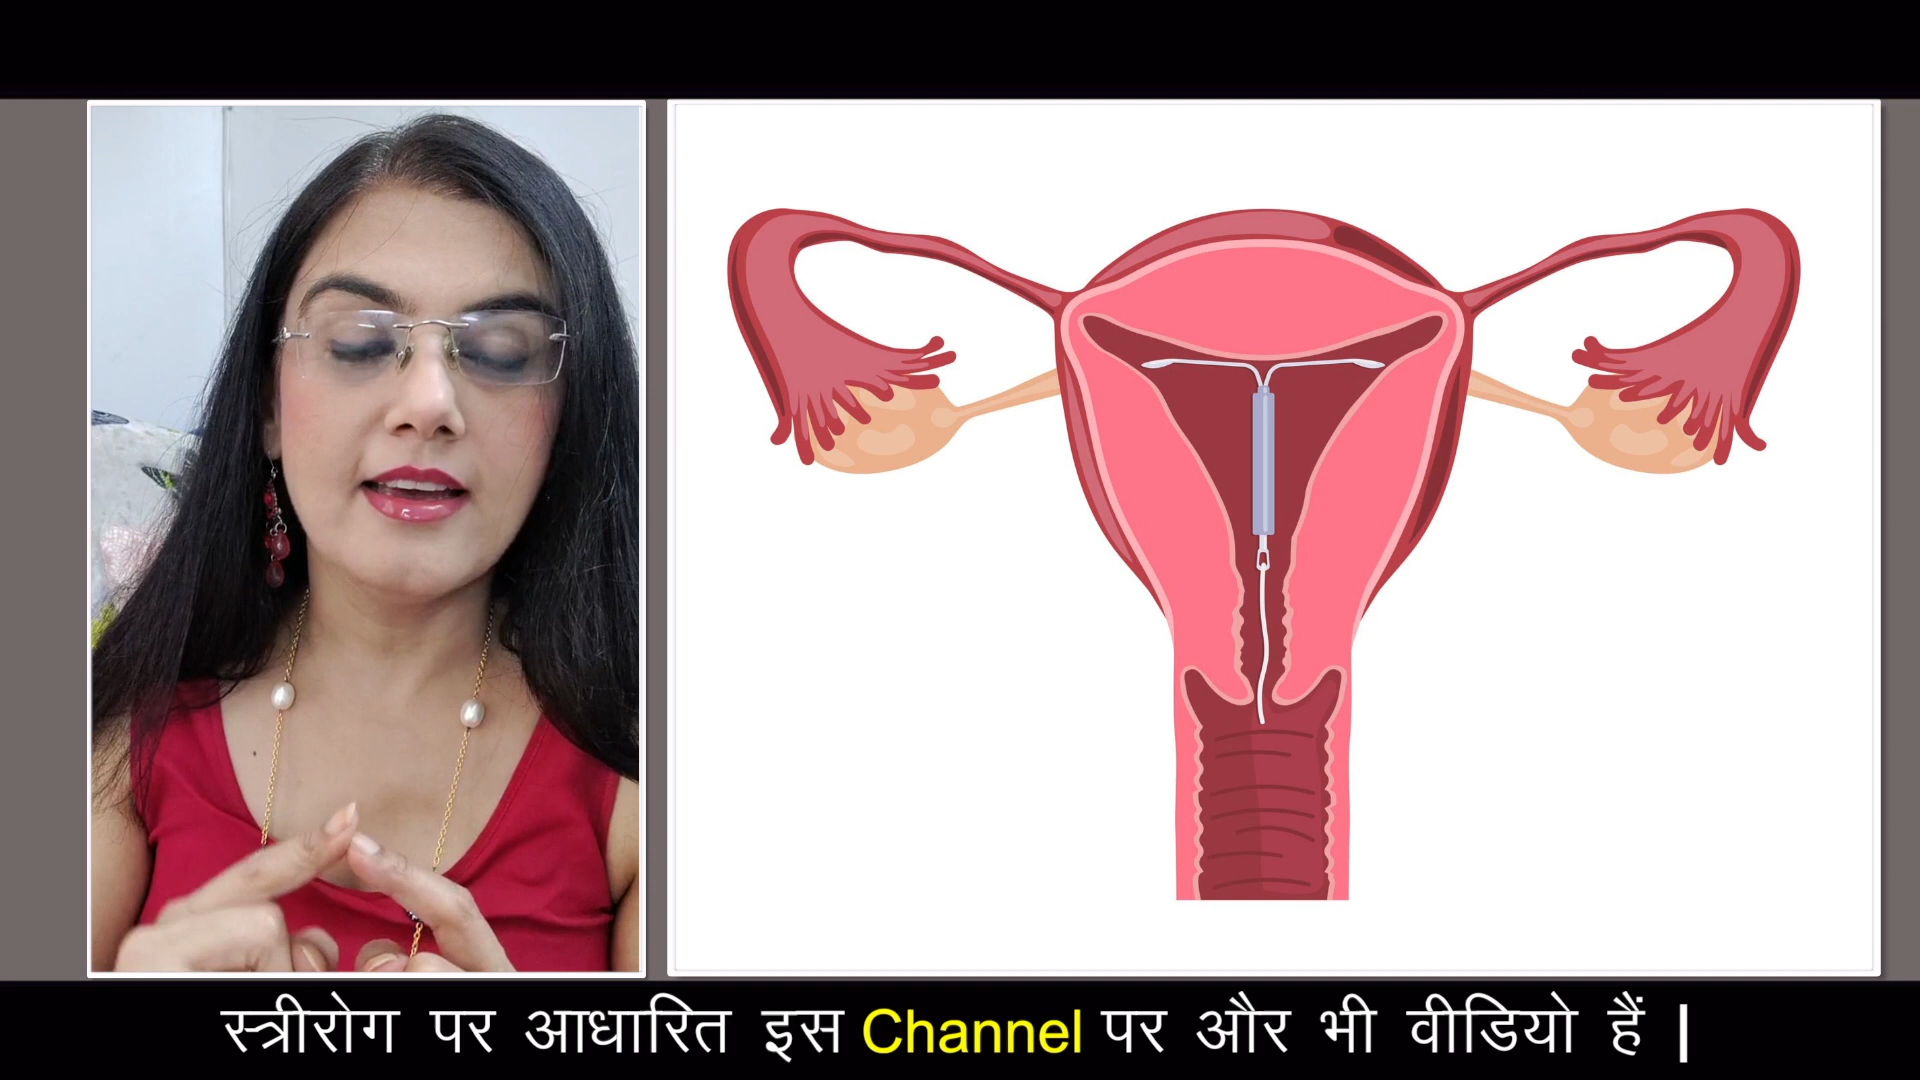 स्त्रीरोग पर आधारित इस Channel पर और भी वीडियो हैं |